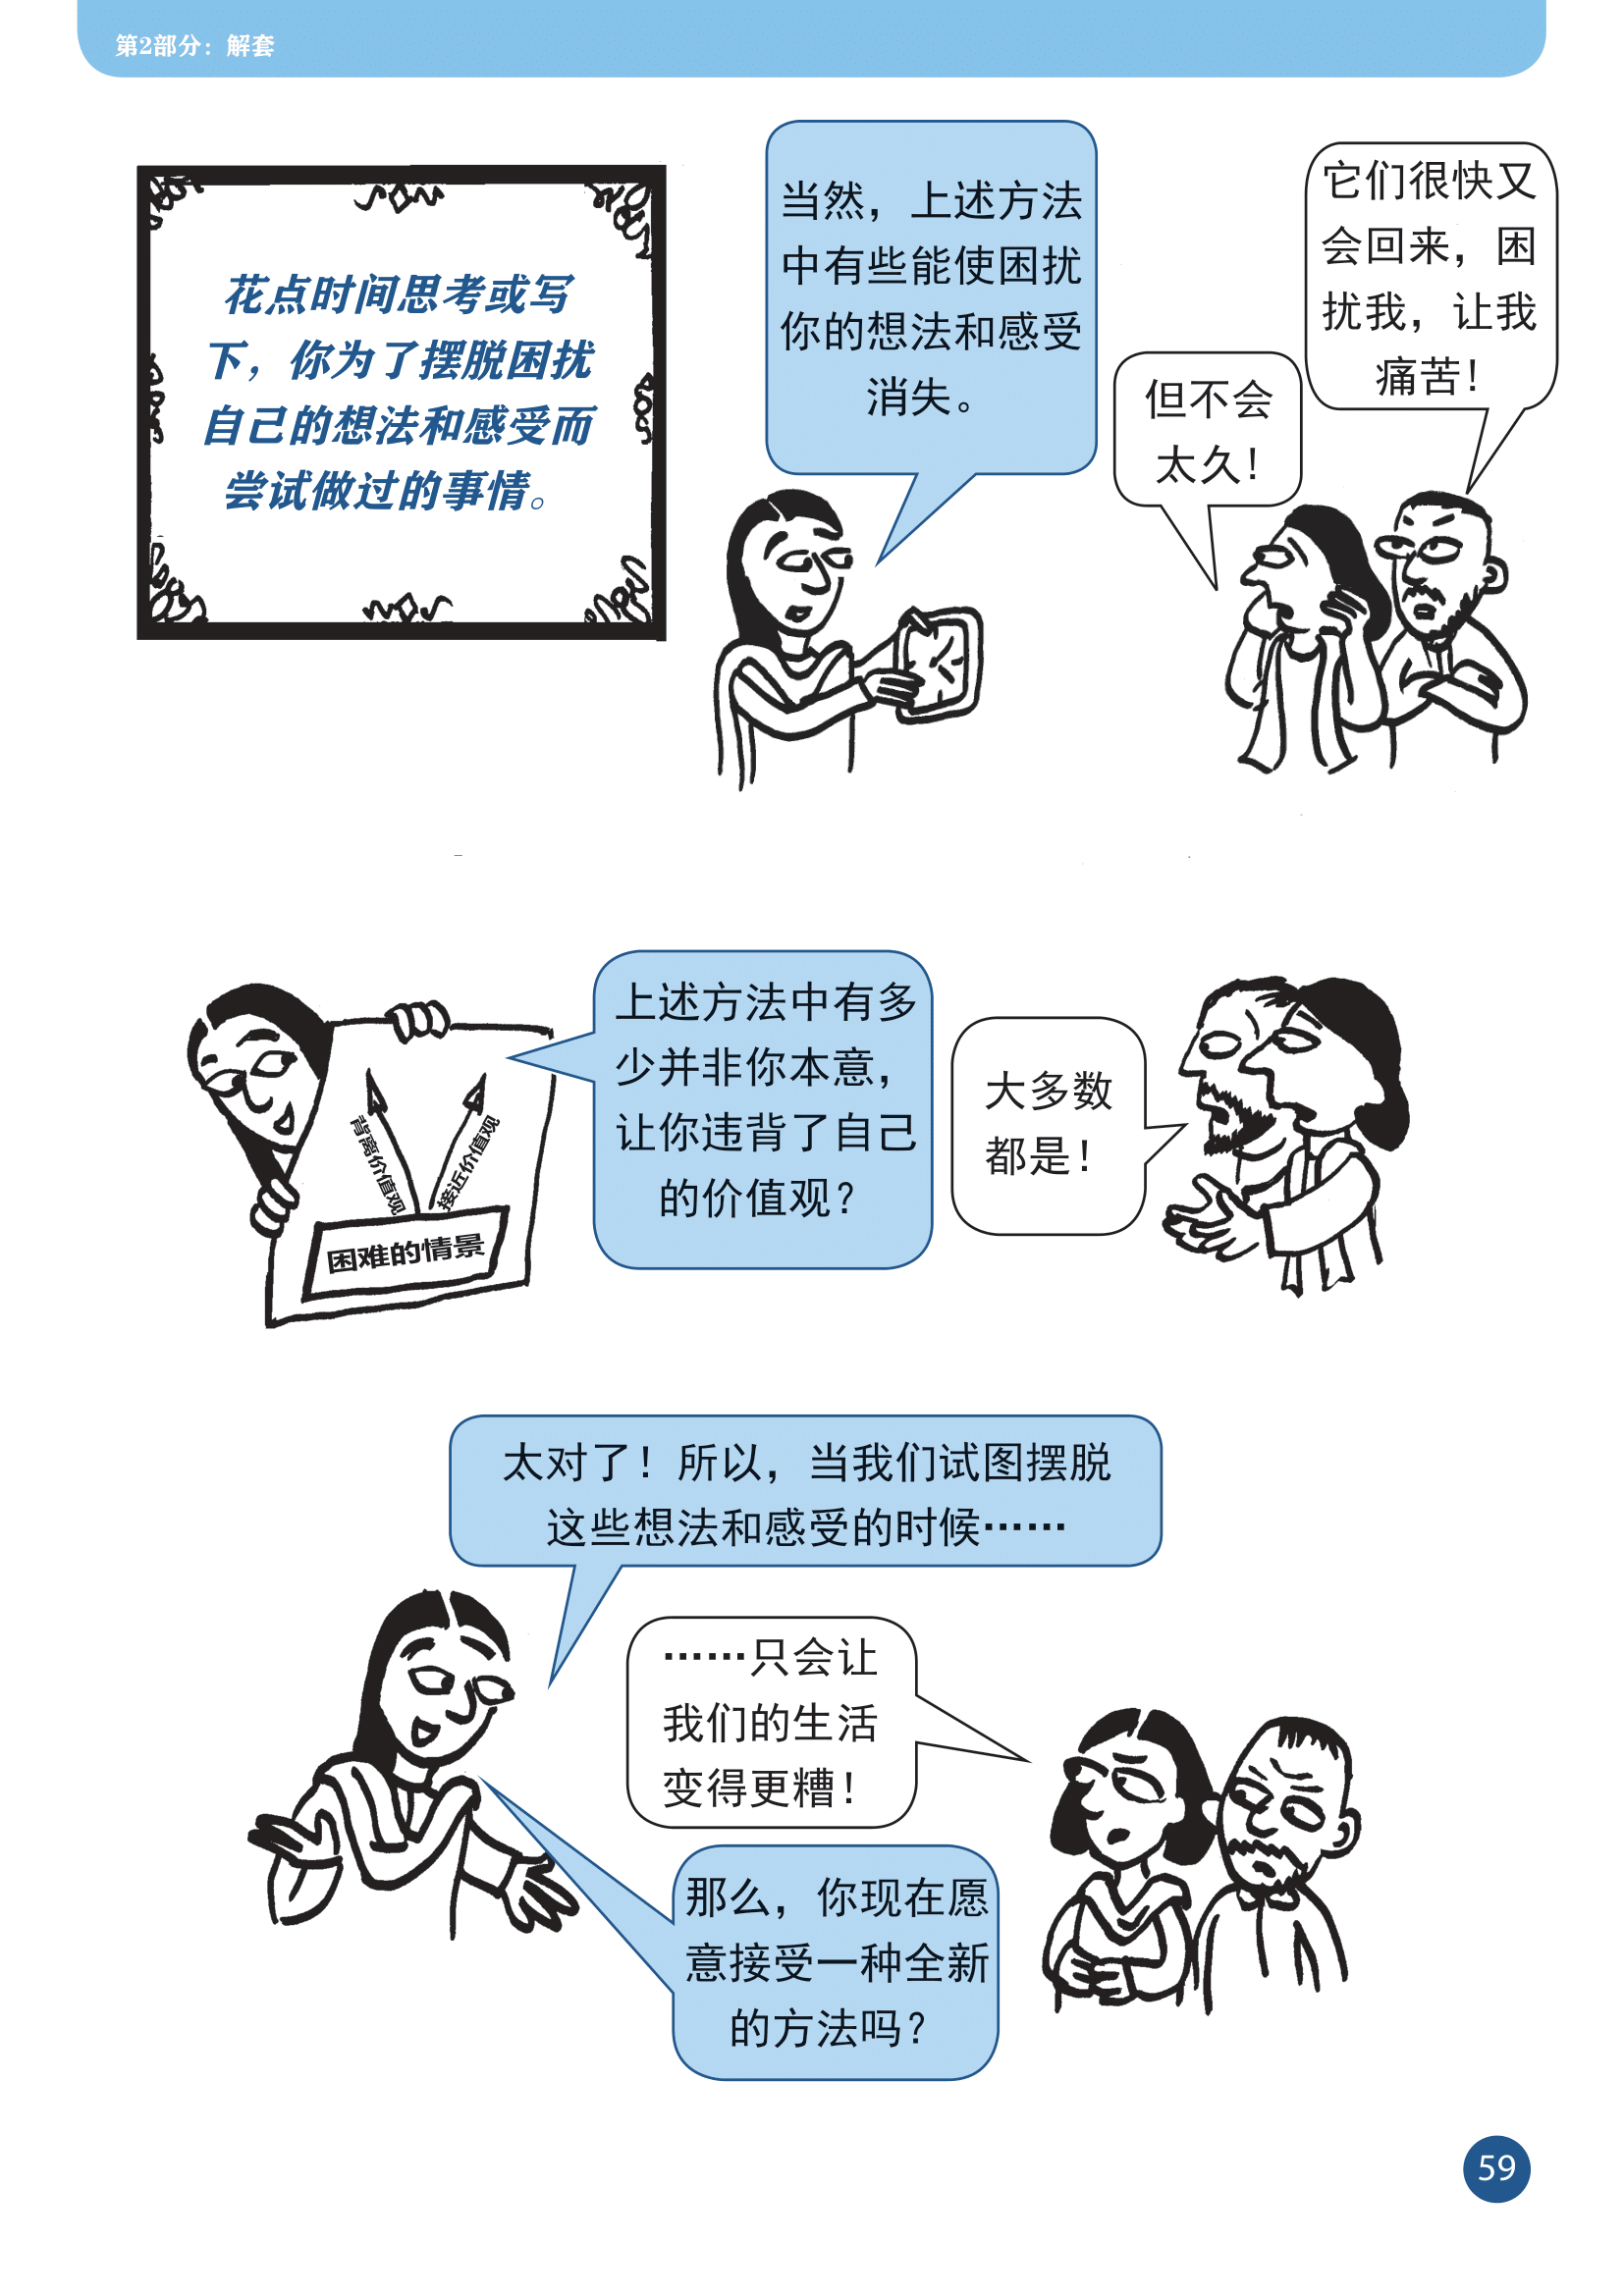 第2部分：解套
花点时间思考或写
下，你为了摆脱困扰
自己的想法和感受而
尝试做过的事情。
当然，上述方法
中有些能使困扰
你的想法和感受
消失。
但不会
太久！
它们很快又
会回来，困
扰我，让我
痛苦！
背离价值观
接近价值观
困难的情景
上述方法中有多
少并非你本意，
让你违背了自己
的价值观？
大多数
都是！
太对了！所以，当我们试图摆脱
这些想法和感受的时候……
……只会让
我们的生活
变得更糟！
那么，你现在愿
意接受一种全新
的方法吗？
59